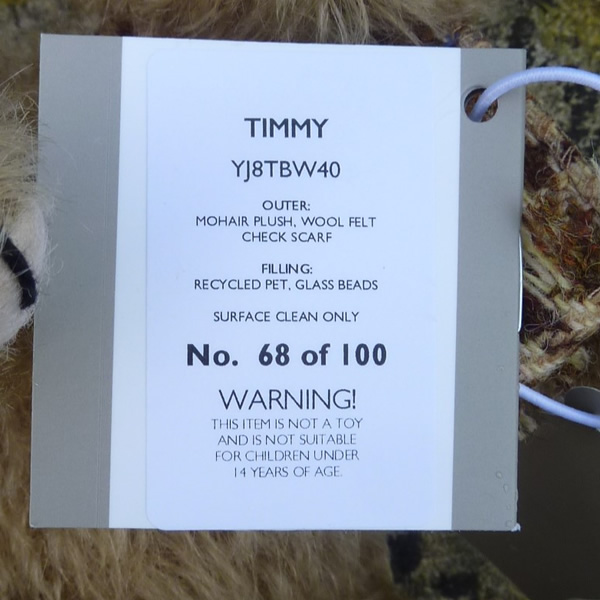 TIMMY
YJ8TBW40
OUTER:
MOHAIR PLUSH, WOOL FELT
CHECK SCARF
FILLING:
RECYCLED PET, GLASS BEADS
SURFACE CLEAN ONLY
No. 68 of 100
WARNING!
THIS ITEM IS NOT A TOY
AND IS NOT SUITABLE
FOR CHILDREN UNDER
14 YEARS OF AGE.